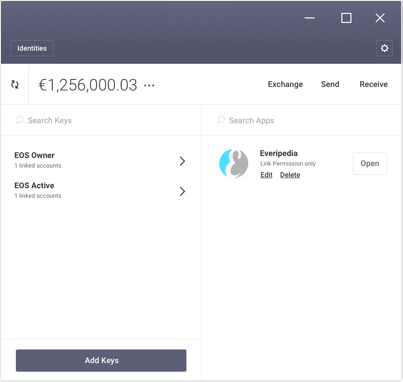 Identities
€1,256,000.03 ···
Exchange
Send
Receive
Search Keys
Search Apps
EOS Owner
1 linked accounts
EOS Active
1 linked accounts
Everipedia
Link Permission only
Edit Delete
Open
Add Keys